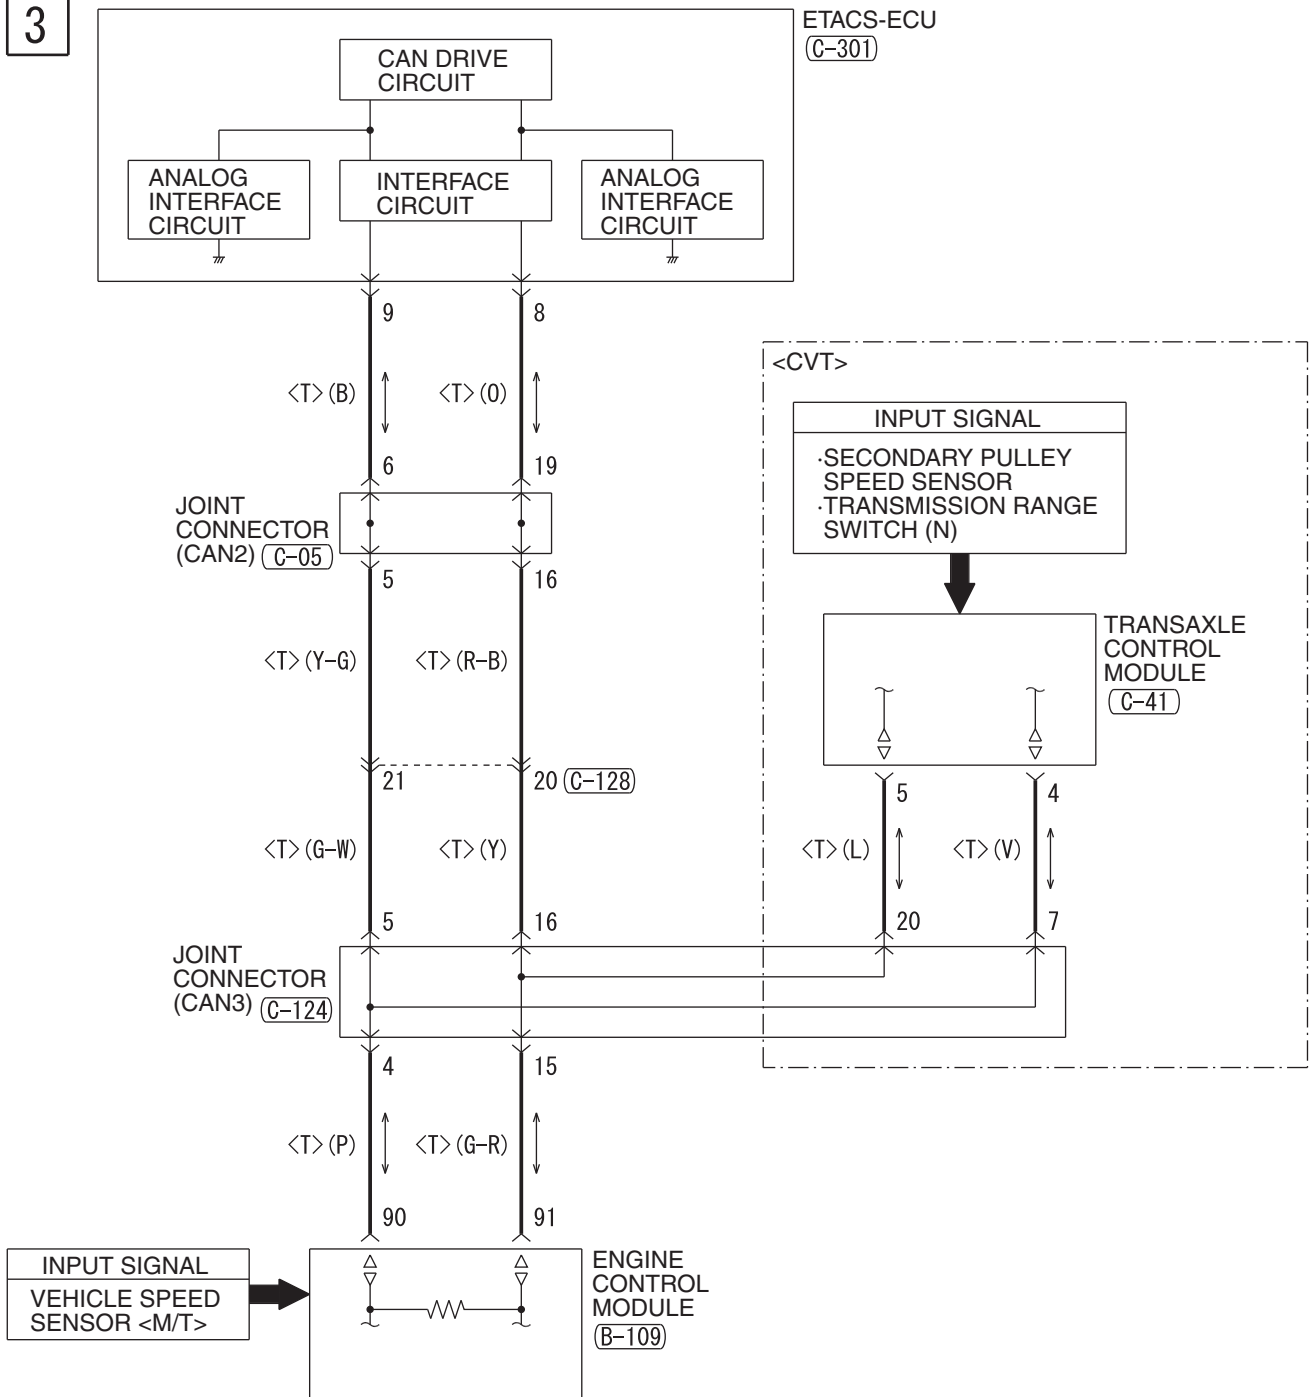 3
ETACS-ECU
C-301
CAN DRIVE
CIRCUIT
ANALOG
INTERFACE
CIRCUIT
INTERFACE
CIRCUIT
ANALOG
INTERFACE
CIRCUIT
9
8
<T>(B)
<T>(O)
6
19
JOINT
CONNECTOR
(CAN2) C-05
5
16
<T>(Y-G)
<T>(R-B)
21
20 C-128
<T>(G-W)
<T>(Y)
5
16
<CVT>
INPUT SIGNAL
·SECONDARY PULLEY
SPEED SENSOR
·TRANSMISSION RANGE
SWITCH (N)
TRANSAXLE
CONTROL
MODULE
C-41
5
4
<T>(L)
<T>(V)
20
7
JOINT
CONNECTOR
(CAN3) C-124
4
15
<T>(P)
<T>(G-R)
90
91
INPUT SIGNAL
VEHICLE SPEED
SENSOR <M/T>
ENGINE
CONTROL
MODULE
B-109